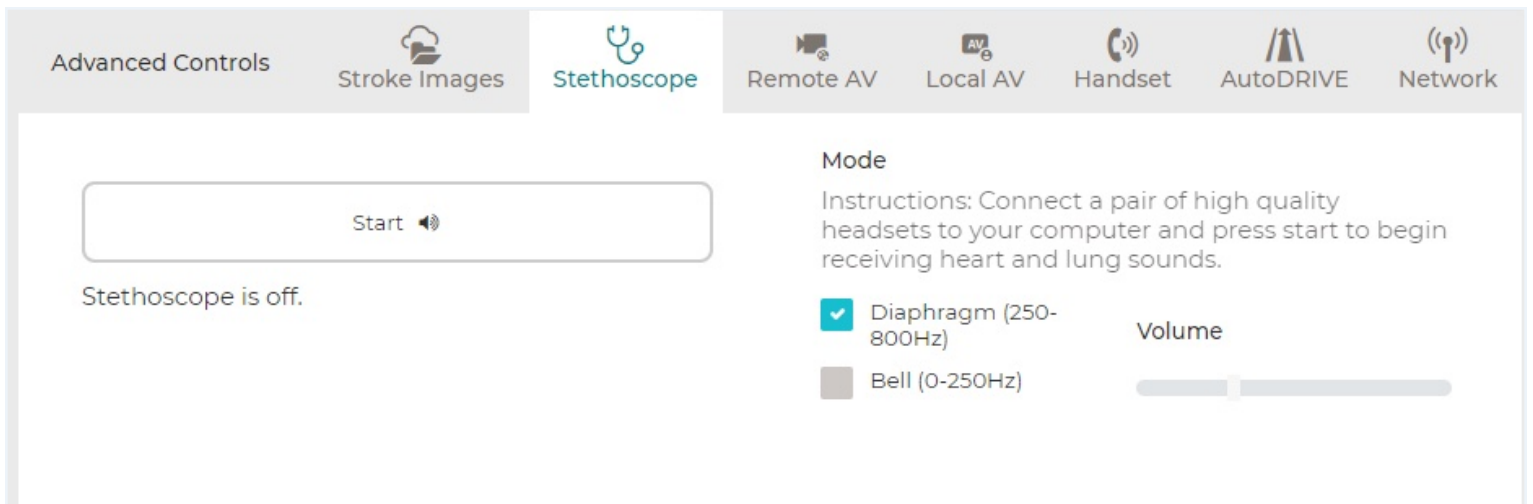 Advanced Controls
Stroke Images
Stethoscope
Remote AV
AV
Local AV
Handset
AutoDRIVE
Network
Start
Stethoscope is off.
Mode
Instructions: Connect a pair of high quality
headsets to your computer and press start to begin
receiving heart and lung sounds.
Diaphragm (250-
800Hz)
Bell (0-250Hz)
Volume